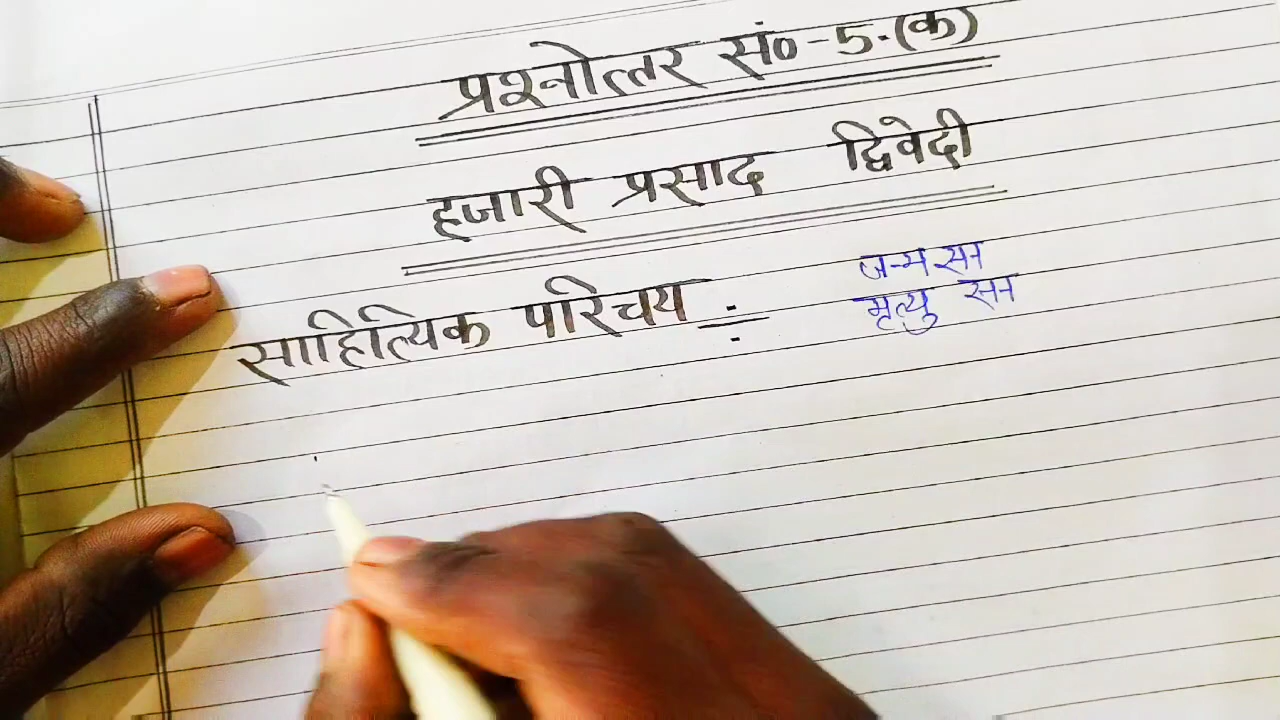 प्रश्नोत्तर सं०-5.(क)
हजारी प्रसाद द्विवेदी
साहित्यिक परिचय :-
जन्म सन
मृत्यु सन